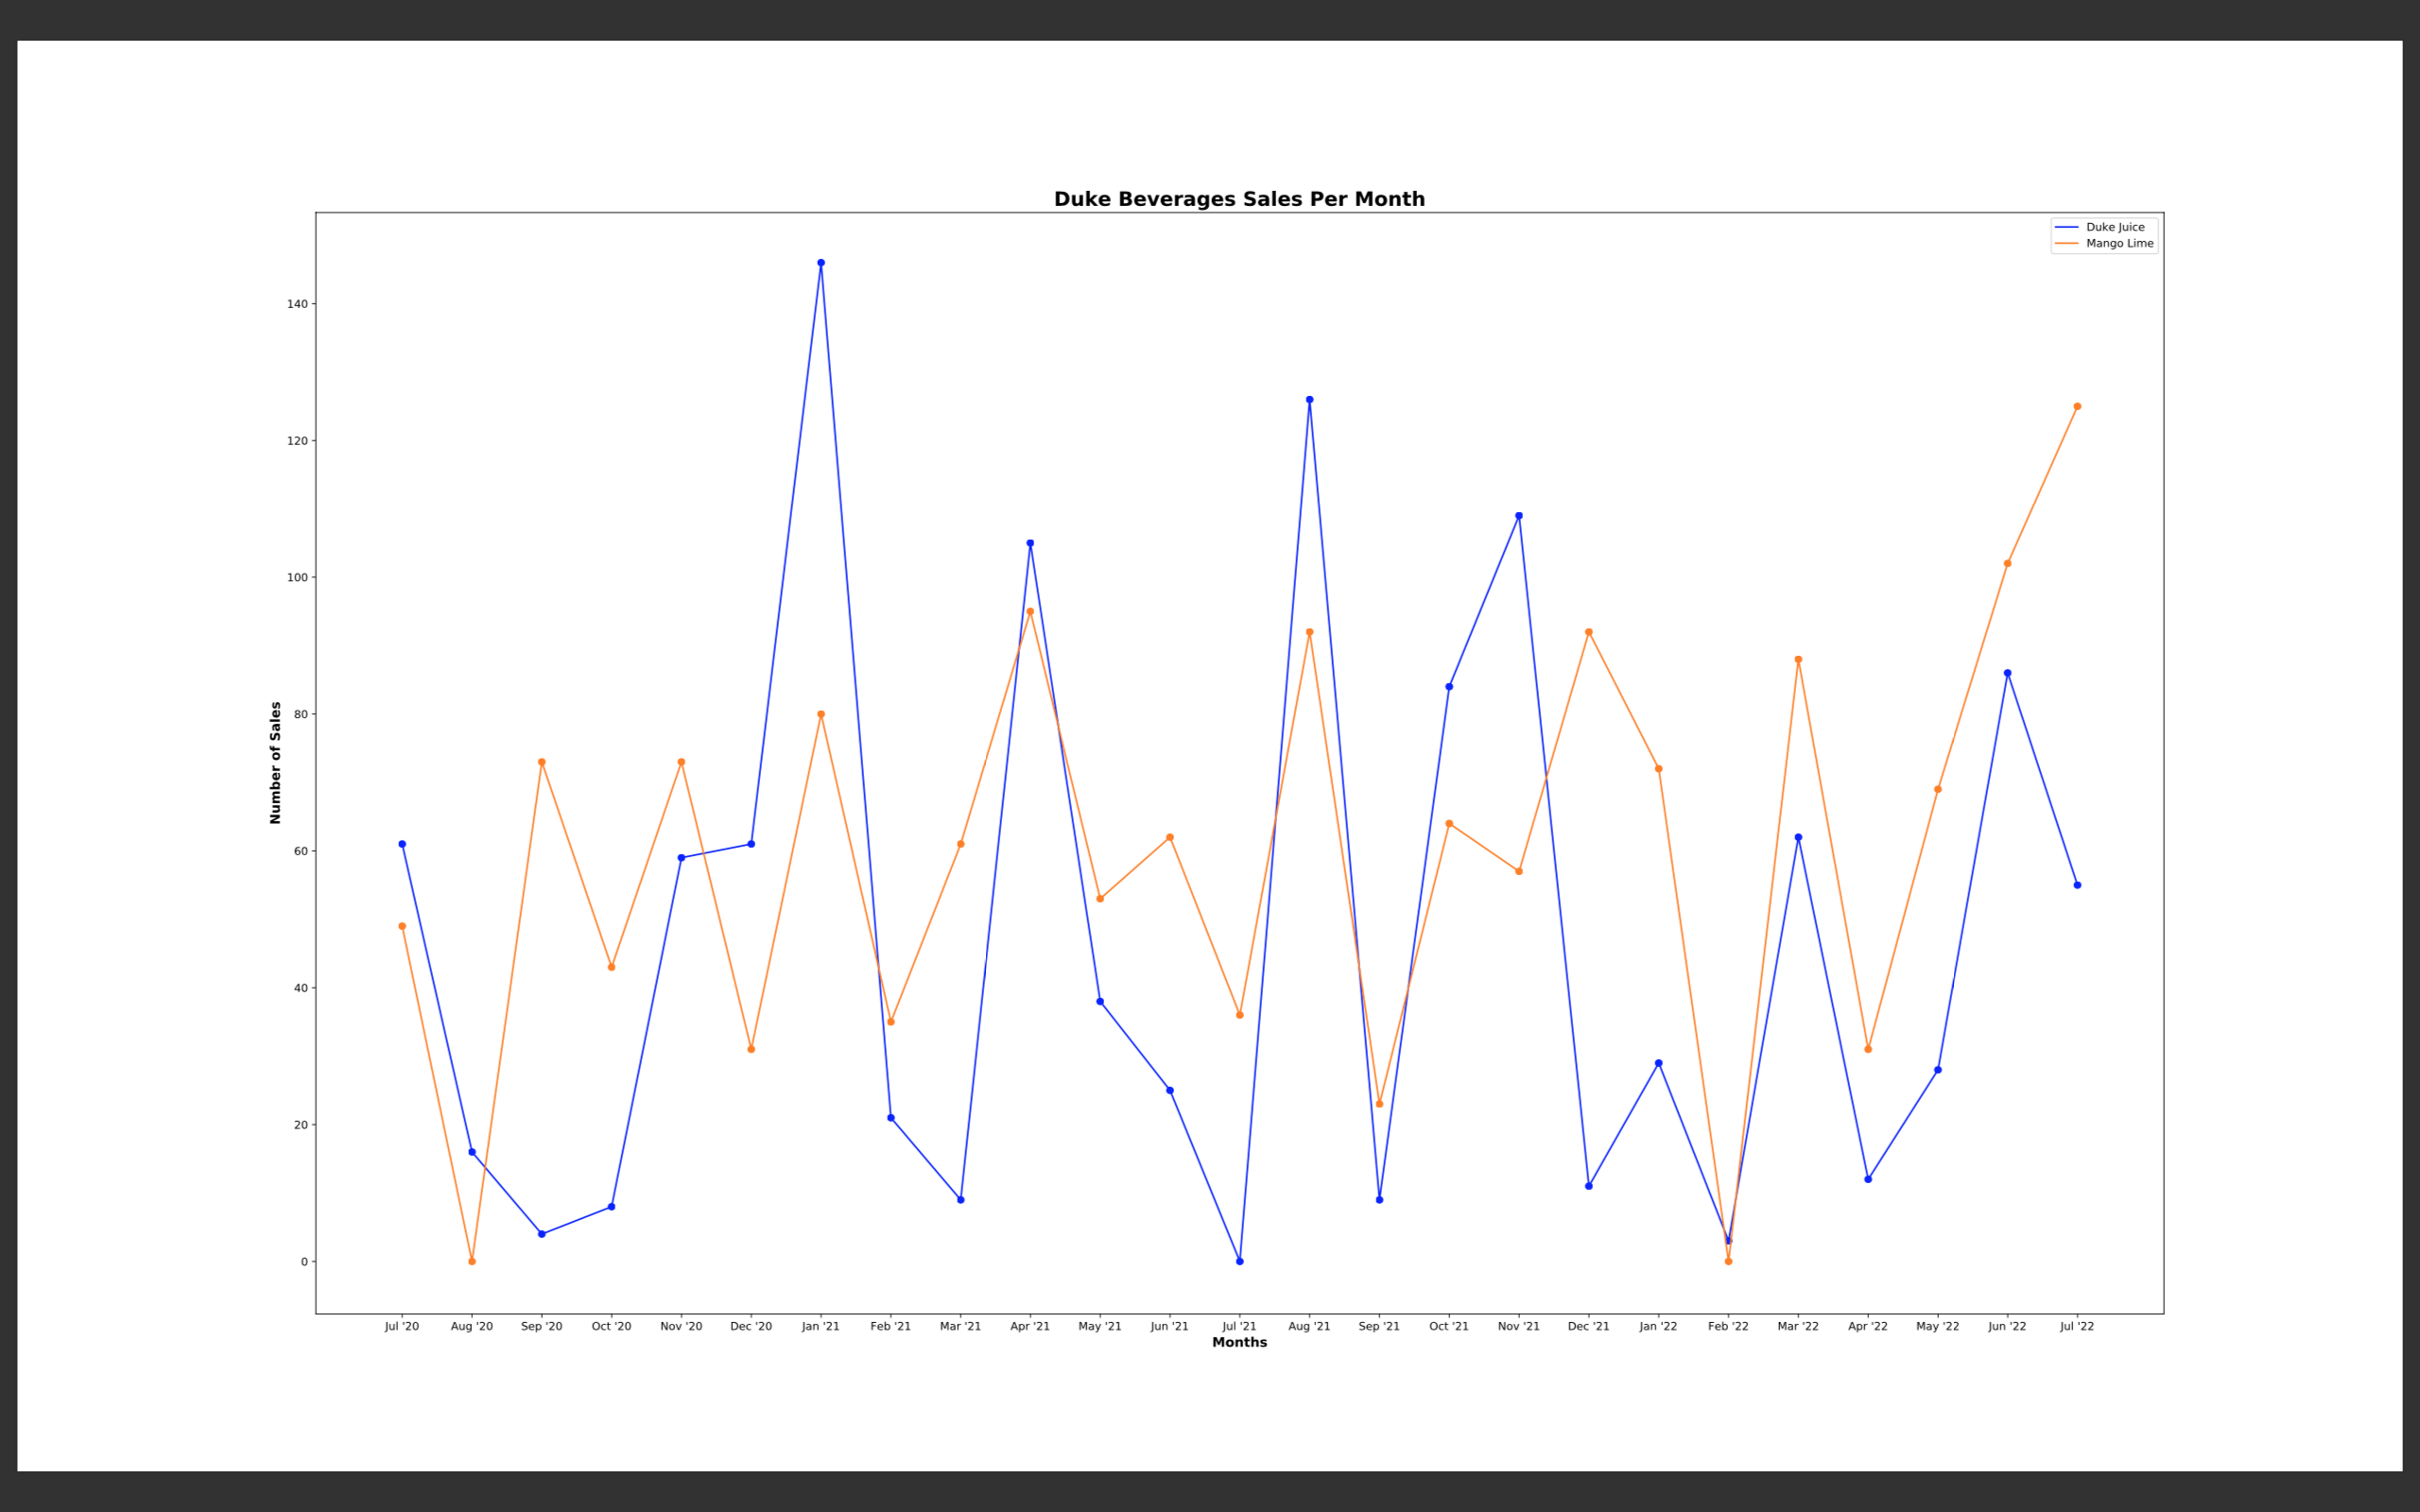 Duke Beverages Sales Per Month
Duke Juice
Mango Lime
Number of Sales
140
120
100
80
60
40
20
0
Jul '20 Aug '20 Sep '20 Oct '20 Nov '20 Dec '20 Jan '21 Feb '21 Mar '21 Apr '21 May '21 Jun '21 Jul '21 Aug '21 Sep '21 Oct '21 Nov '21 Dec '21 Jan '22 Feb '22 Mar '22 Apr '22 May '22 Jun '22 Jul '22
Months